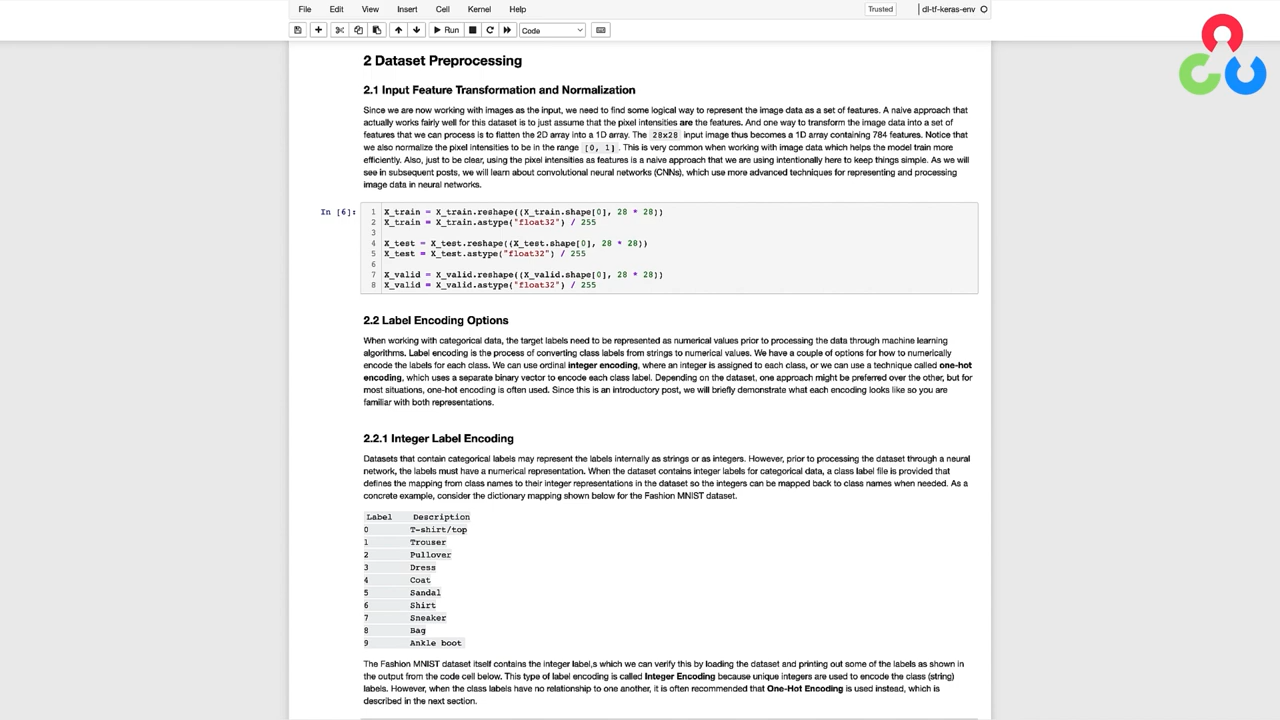 File Edit View Insert Cell Kernel Help Trusted dl-tf-keras-env
Run Code
2 Dataset Preprocessing
2.1 Input Feature Transformation and Normalization
Since we are now working with images as the input, we need to find some logical way to represent the image data as a set of features. A naive approach that
actually works fairly well for this dataset is to just assume that the pixel intensities are the features. And one way to transform the image data into a set of
features that we can process is to flatten the 2D array into a 1D array. The 28x28 input image thus becomes a 1D array containing 784 features. Notice that
we also normalize the pixel intensities to be in the range [0, 1]. This is very common when working with image data which helps the model train more
efficiently. Also, just to be clear, using the pixel intensities as features is a naive approach that we are using intentionally here to keep things simple. As we will
see in subsequent posts, we will learn about convolutional neural networks (CNNs), which use more advanced techniques for representing and processing
image data in neural networks.
In [6]: 1 X_train = X_train.reshape((X_train.shape[0], 28 * 28))
2 X_train = X_train.astype("float32") / 255
3
4 X_test = X_test.reshape((X_test.shape[0], 28 * 28))
5 X_test = X_test.astype("float32") / 255
6
7 X_valid = X_valid.reshape((X_valid.shape[0], 28 * 28))
8 X_valid = X_valid.astype("float32") / 255
2.2 Label Encoding Options
When working with categorical data, the target labels need to be represented as numerical values prior to processing the data through machine learning
algorithms. Label encoding is the process of converting class labels from strings to numerical values. We have a couple of options for how to numerically
encode the labels for each class. We can use ordinal integer encoding, where an integer is assigned to each class, or we can use a technique called one-hot
encoding, which uses a separate binary vector to encode each class label. Depending on the dataset, one approach might be preferred over the other, but for
most situations, one-hot encoding is often used. Since this is an introductory post, we will briefly demonstrate what each encoding looks like so you are
familiar with both representations.
2.2.1 Integer Label Encoding
Datasets that contain categorical labels may represent the labels internally as strings or as integers. However, prior to processing the dataset through a neural
network, the labels must have a numerical representation. When the dataset contains integer labels for categorical data, a class label file is provided that
defines the mapping from class names to their integer representations in the dataset so the integers can be mapped back to class names when needed. As a
concrete example, consider the dictionary mapping shown below for the Fashion MNIST dataset.
Label Description
0 T-shirt/top
1 Trouser
2 Pullover
3 Dress
4 Coat
5 Sandal
6 Shirt
7 Sneaker
8 Bag
9 Ankle boot
The Fashion MNIST dataset itself contains the integer label,s which we can verify this by loading the dataset and printing out some of the labels as shown in
the output from the code cell below. This type of label encoding is called Integer Encoding because unique integers are used to encode the class (string)
labels. However, when the class labels have no relationship to one another, it is often recommended that One-Hot Encoding is used instead, which is
described in the next section.